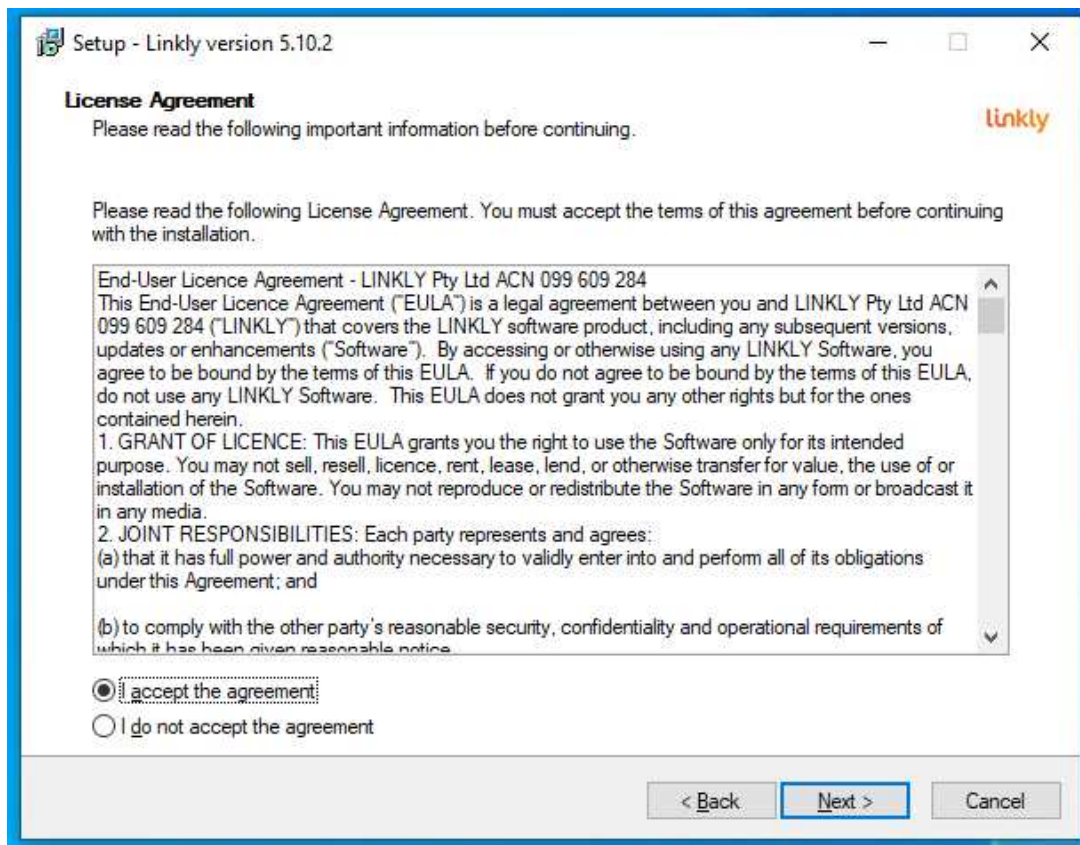 Setup - Linkly version 5.10.2
License Agreement
Please read the following important information before continuing.
linkly
Please read the following License Agreement. You must accept the terms of this agreement before continuing
with the installation.
End-User Licence Agreement - LINKLY Pty Ltd ACN 099 609 284
This End-User Licence Agreement ("EULA") is a legal agreement between you and LINKLY Pty Ltd ACN
099 609 284 ("LINKLY") that covers the LINKLY software product, including any subsequent versions,
updates or enhancements ("Software").  By accessing or otherwise using any LINKLY Software, you
agree to be bound by the terms of this EULA.  If you do not agree to be bound by the terms of this EULA,
do not use any LINKLY Software.  This EULA does not grant you any other rights but for the ones
contained herein.
1. GRANT OF LICENCE: This EULA grants you the right to use the Software only for its intended
purpose. You may not sell, resell, licence, rent, lease, lend, or otherwise transfer for value, the use of or
installation of the Software. You may not reproduce or redistribute the Software in any form or broadcast it
in any media.
2. JOINT RESPONSIBILITIES: Each party represents and agrees:
(a) that it has full power and authority necessary to validly enter into and perform all of its obligations
under this Agreement; and
(b) to comply with the other party's reasonable security, confidentiality and operational requirements of
which it has been given reasonable notice
I accept the agreement
I do not accept the agreement
< Back
Next >
Cancel